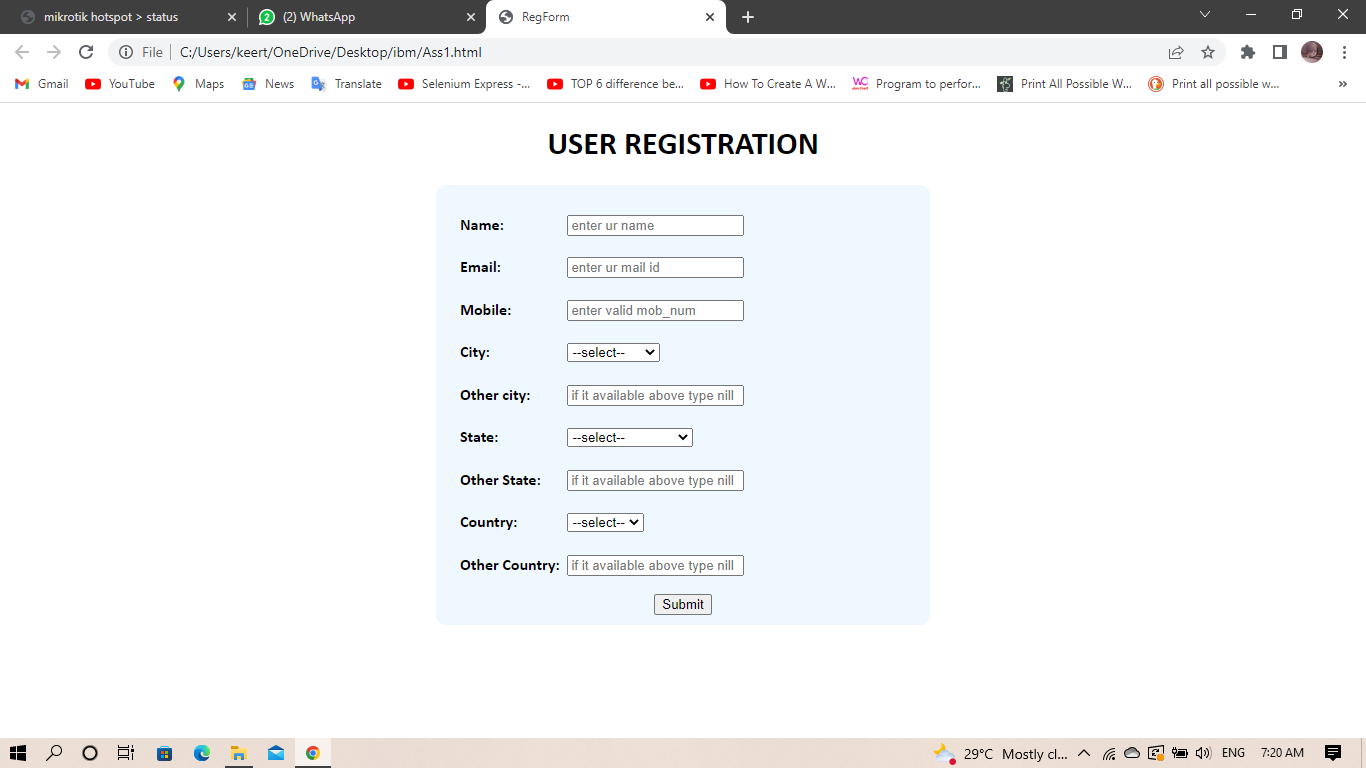 mikrotik hotspot > status
(2) WhatsApp
RegForm
File C:/Users/keert/OneDrive/Desktop/ibm/Ass1.html
Gmail YouTube Maps News Translate Selenium Express -... TOP 6 difference be... How To Create A W... Program to perfor... Print All Possible W... Print all possible w... »
USER REGISTRATION
Name: enter ur name
Email: enter ur mail id
Mobile: enter valid mob_num
City: --select--
Other city: if it available above type nill
State: --select--
Other State: if it available above type nill
Country: --select--
Other Country: if it available above type nill
Submit
29°C Mostly cl... ENG 7:20 AM